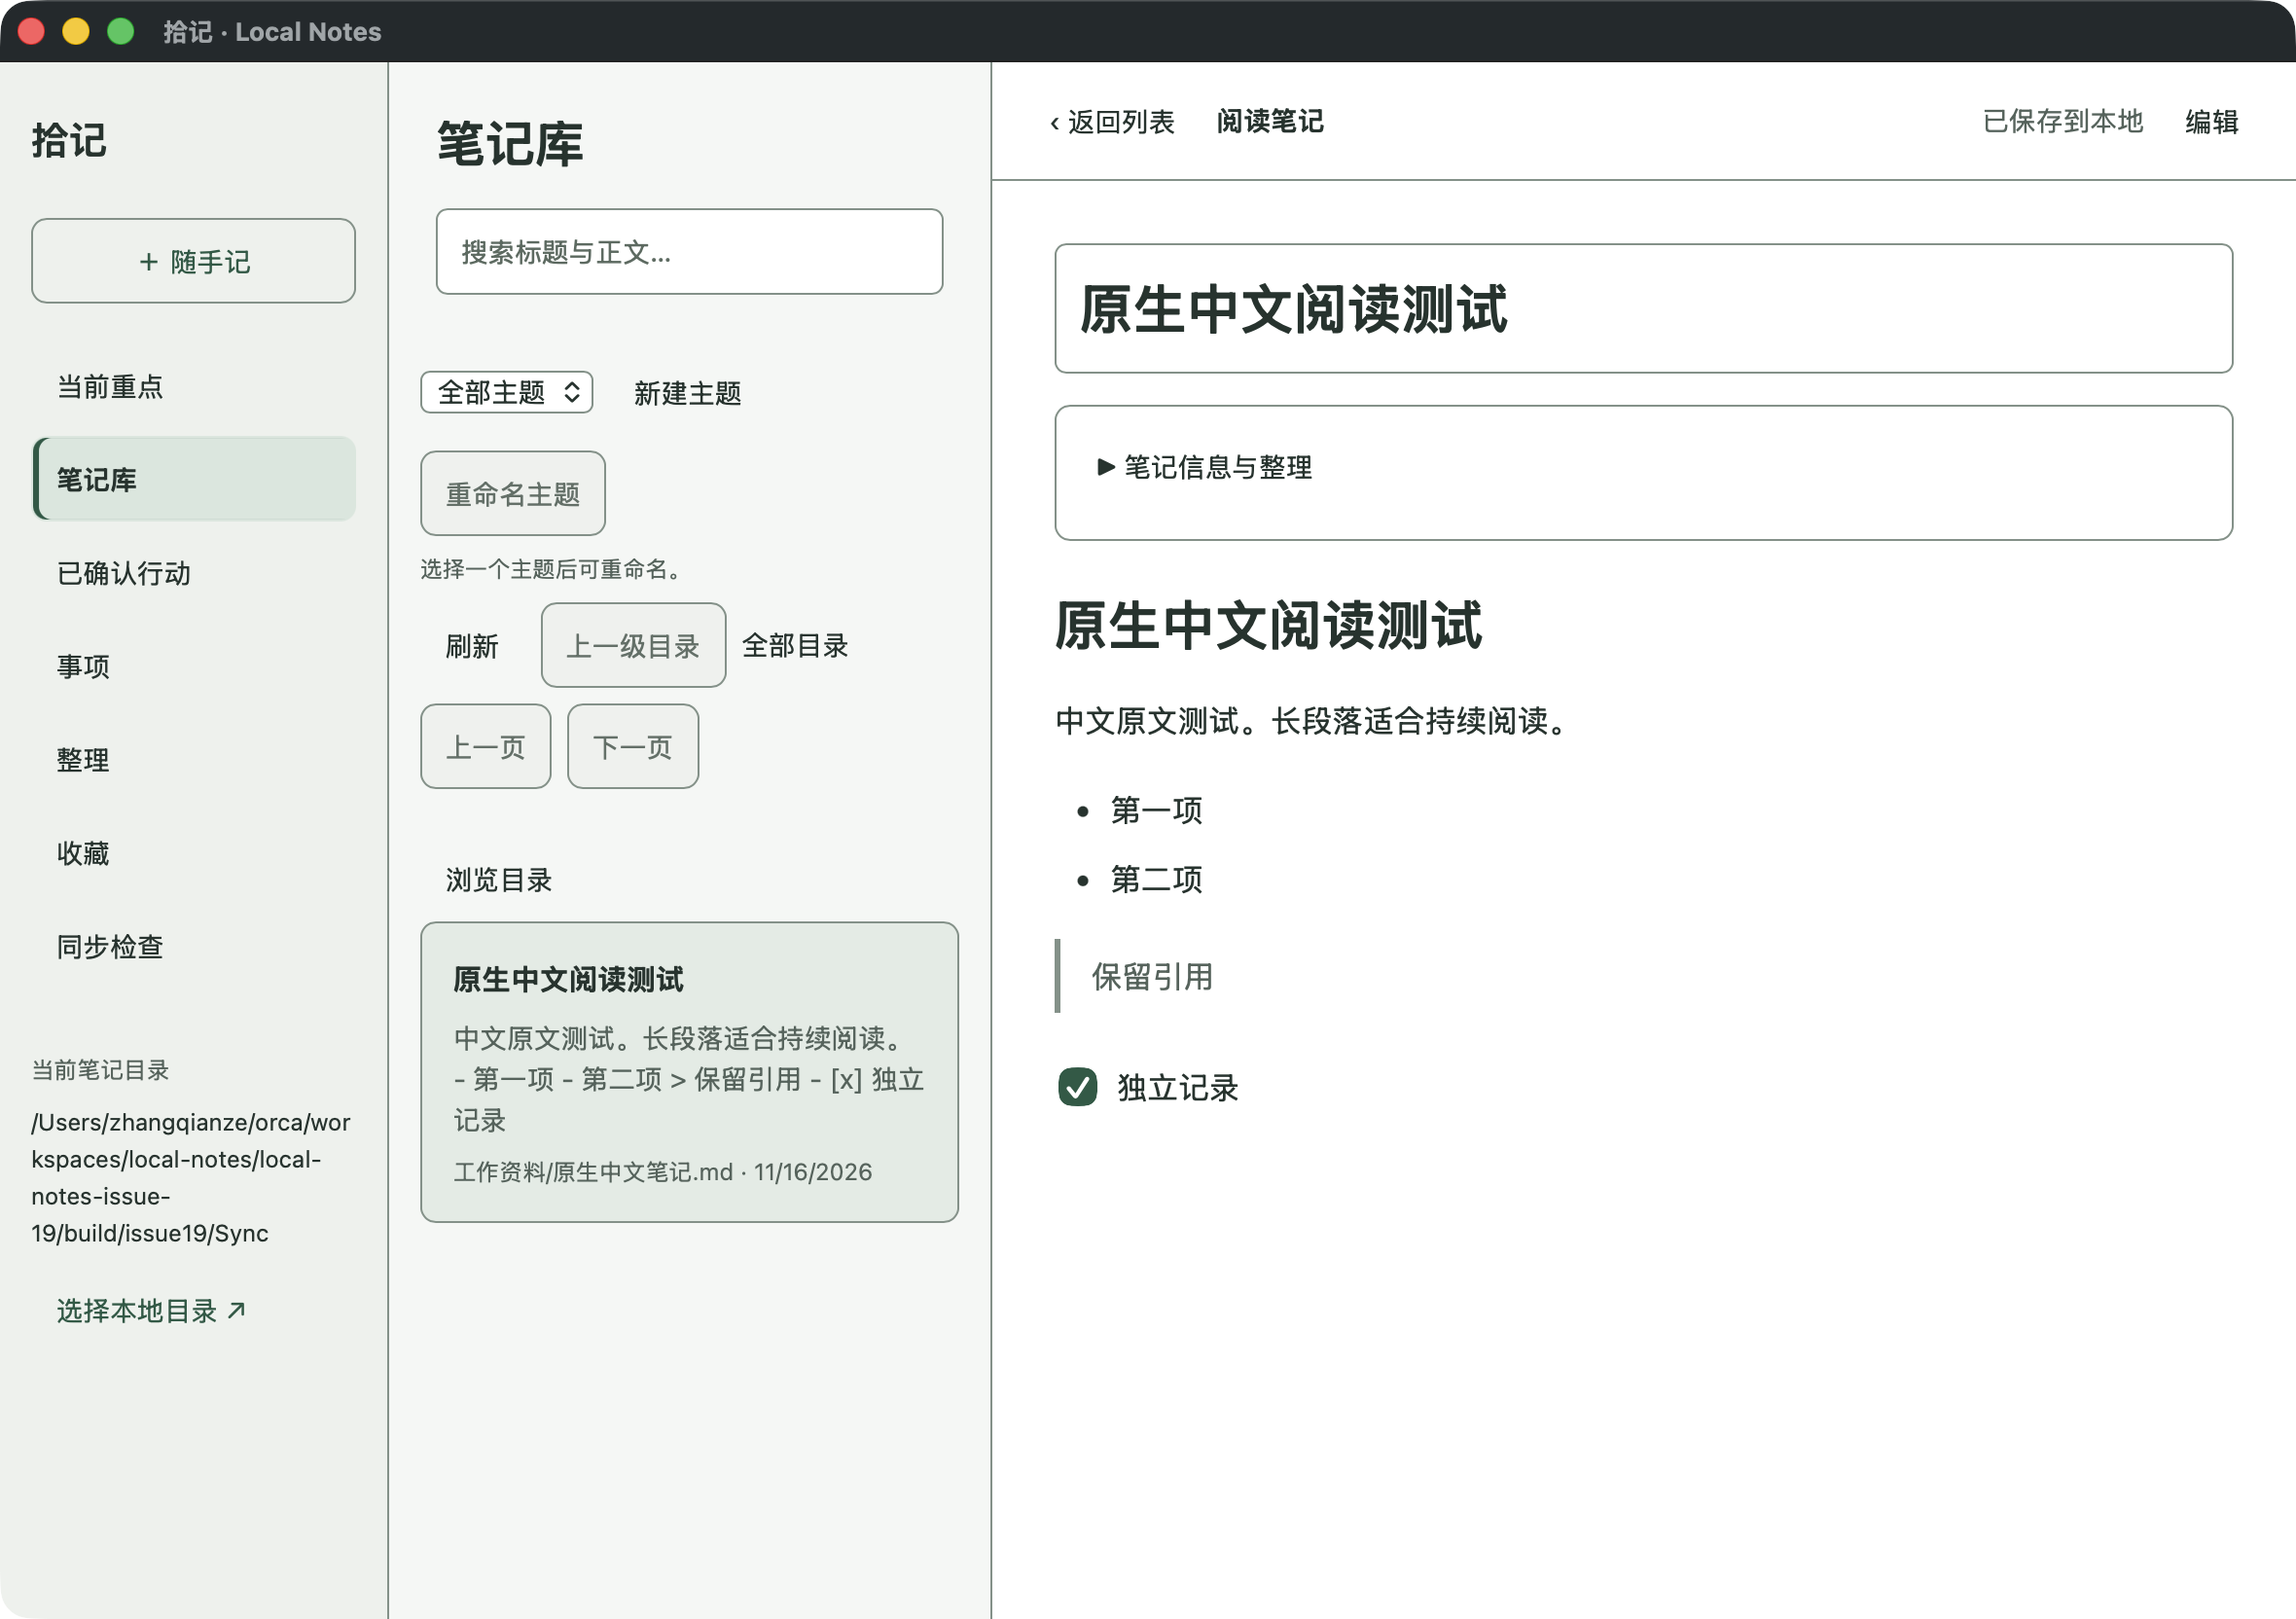 拾记 · Local Notes
拾记
+ 随手记
当前重点
笔记库
已确认行动
事项
整理
收藏
同步检查
当前笔记目录
/Users/zhangqianze/orca/wor
kspaces/local-notes/local-
notes-issue-
19/build/issue19/Sync
选择本地目录 ↗
笔记库
搜索标题与正文...
全部主题
新建主题
重命名主题
选择一个主题后可重命名。
刷新
上一级目录
全部目录
上一页
下一页
浏览目录
原生中文阅读测试
中文原文测试。长段落适合持续阅读。
- 第一项 - 第二项 > 保留引用 - [x] 独立
记录
工作资料/原生中文笔记.md · 11/16/2026
‹ 返回列表
阅读笔记
已保存到本地
编辑
原生中文阅读测试
▶ 笔记信息与整理
原生中文阅读测试
中文原文测试。长段落适合持续阅读。
• 第一项
• 第二项
保留引用
独立记录